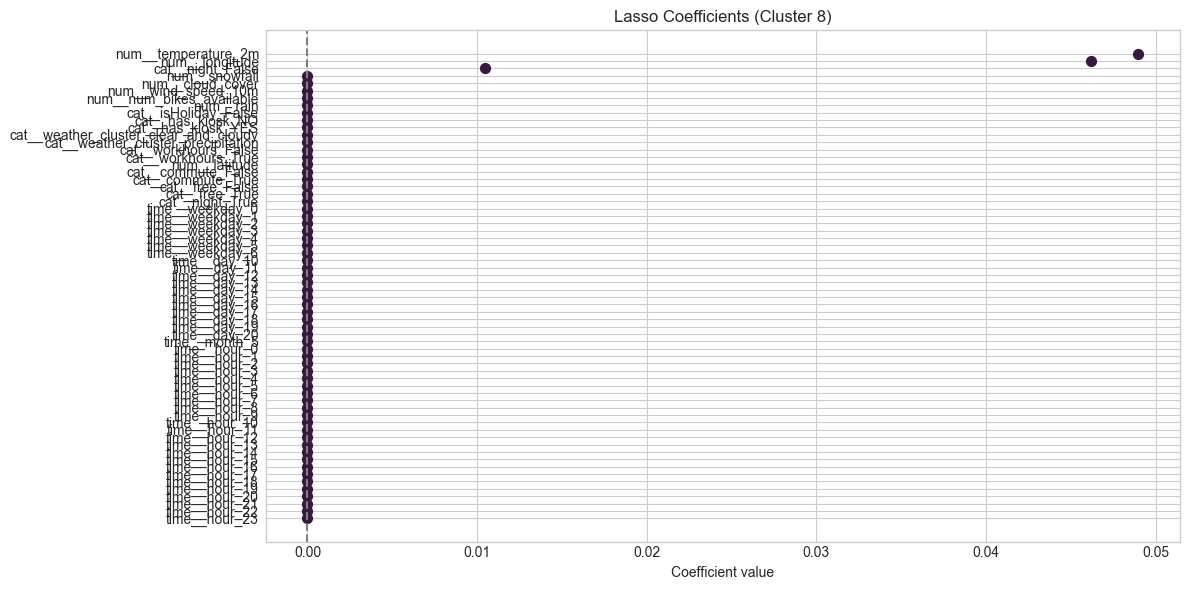 Lasso Coefficients (Cluster 8)
num__temperature_2m
num__longitude
cat__night_False
num__snowfall
num__cloud_cover
num__wind_speed_10m
num__num_bikes_available
num__rain
cat__isHoliday_False
cat__has_kiosk_NO
cat__has_kiosk_YES
cat__weather_cluster_clear_and_cloudy
cat__weather_cluster_precipitation
cat__workhours_False
cat__workhours_True
num__latitude
cat__commute_False
cat__commute_True
cat__free_False
cat__free_True
cat__night_True
time__weekday_0
time__weekday_1
time__weekday_2
time__weekday_3
time__weekday_4
time__weekday_5
time__weekday_6
time__day_10
time__day_11
time__day_12
time__day_13
time__day_14
time__day_15
time__day_16
time__day_17
time__day_18
time__day_19
time__day_20
time__month_5
time__hour_0
time__hour_1
time__hour_2
time__hour_3
time__hour_4
time__hour_5
time__hour_6
time__hour_7
time__hour_8
time__hour_9
time__hour_10
time__hour_11
time__hour_12
time__hour_13
time__hour_14
time__hour_15
time__hour_16
time__hour_17
time__hour_18
time__hour_19
time__hour_20
time__hour_21
time__hour_22
time__hour_23
0.00 0.01 0.02 0.03 0.04 0.05
Coefficient value